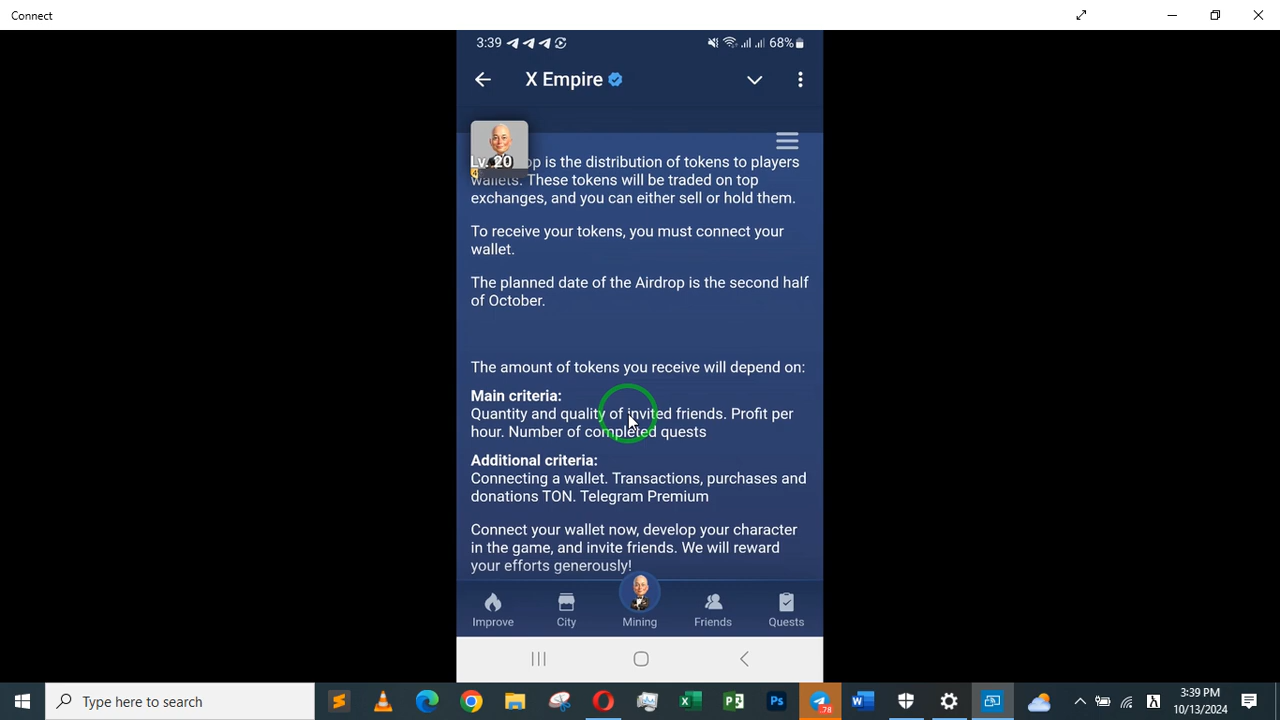 Connect
3:39
68%
X Empire
Lv. 20
op is the distribution of tokens to players
wallets. These tokens will be traded on top
exchanges, and you can either sell or hold them.
To receive your tokens, you must connect your
wallet.
The planned date of the Airdrop is the second half
of October.
The amount of tokens you receive will depend on:
Main criteria:
Quantity and quality of invited friends. Profit per
hour. Number of completed quests
Additional criteria:
Connecting a wallet. Transactions, purchases and
donations TON. Telegram Premium
Connect your wallet now, develop your character
in the game, and invite friends. We will reward
your efforts generously!
Improve
City
Mining
Friends
Quests
Type here to search
78
Ps
3:39 PM
10/13/2024